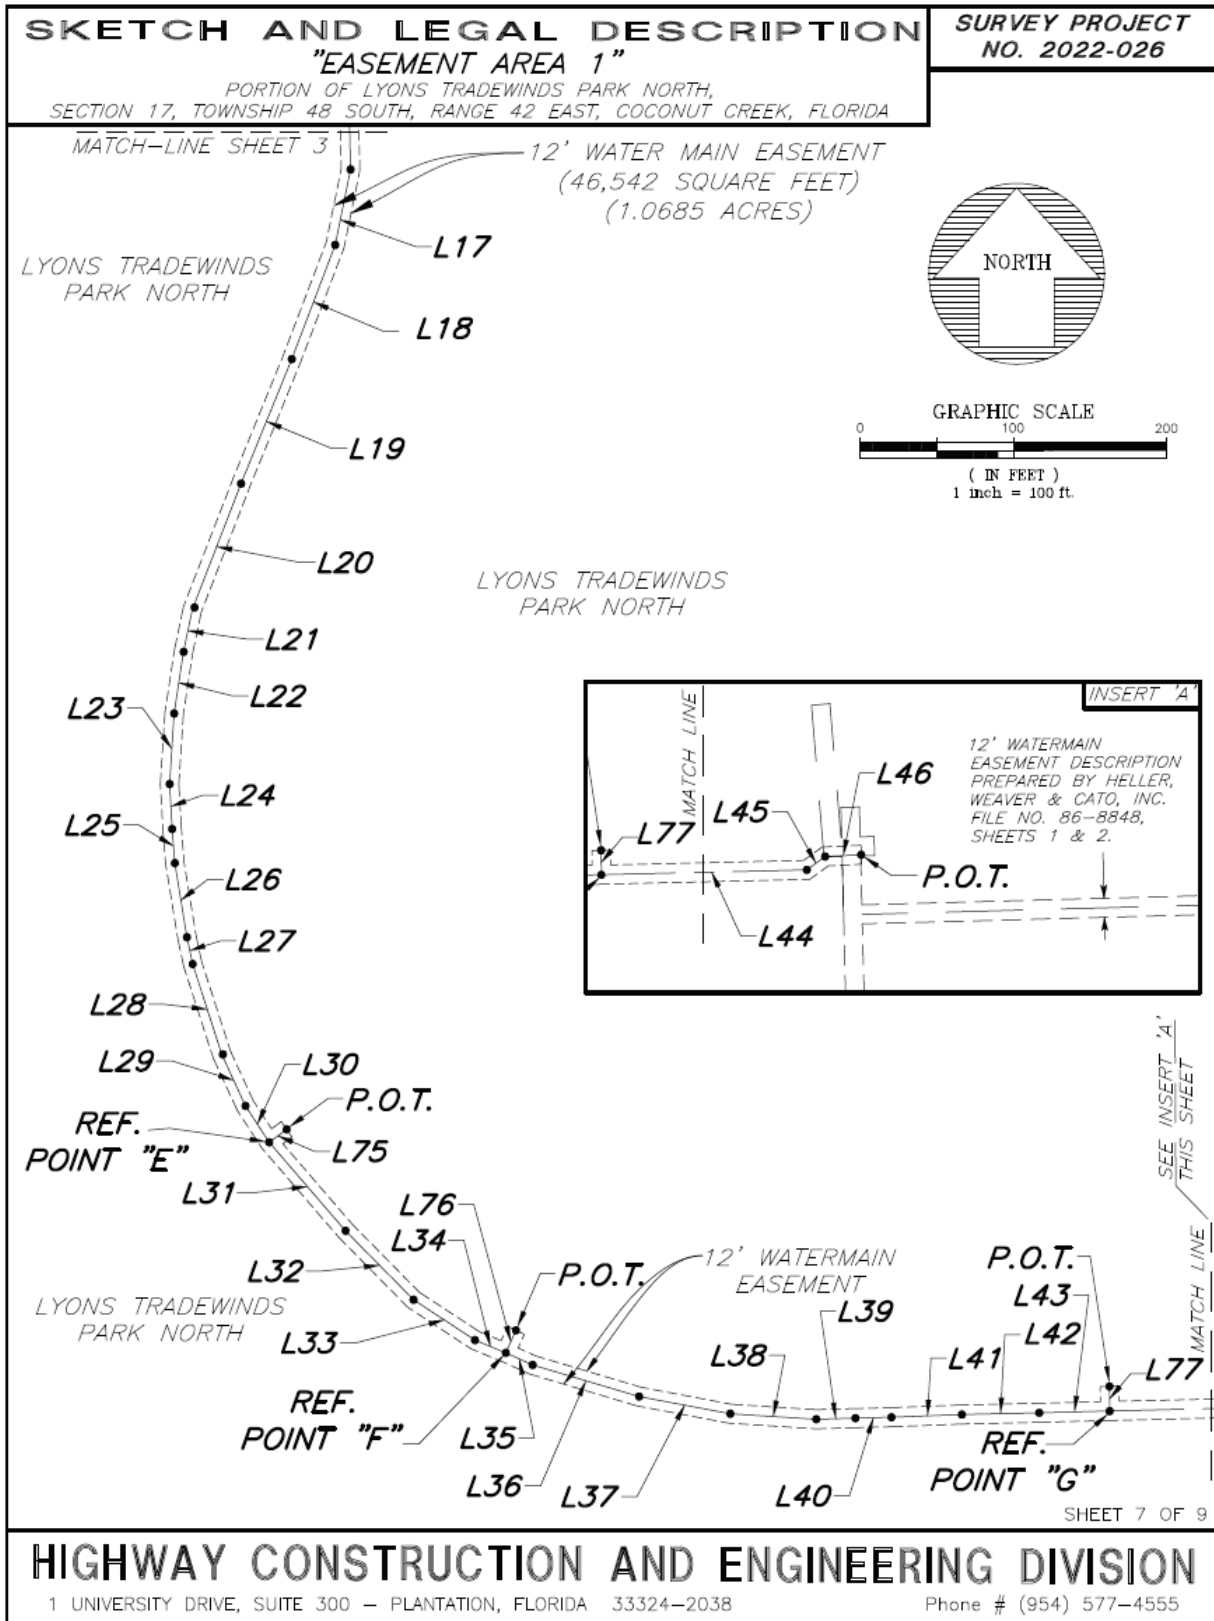 SKETCH AND LEGAL DESCRIPTION
"EASEMENT AREA 1"
PORTION OF LYONS TRADEWINDS PARK NORTH,
SECTION 17, TOWNSHIP 48 SOUTH, RANGE 42 EAST, COCONUT CREEK, FLORIDA
SURVEY PROJECT
NO. 2022-026
MATCH-LINE SHEET 3
12' WATER MAIN EASEMENT
(46,542 SQUARE FEET)
(1.0685 ACRES)
L17
LYONS TRADEWINDS
PARK NORTH
NORTH
L18
GRAPHIC SCALE
0 100 200
( IN FEET )
1 inch = 100 ft.
L19
L20
LYONS TRADEWINDS
PARK NORTH
L21
L22
L23
L24
L25
L26
L27
L28
L29
L30
INSERT 'A'
MATCH LINE
12' WATERMAIN
EASEMENT DESCRIPTION
PREPARED BY HELLER,
WEAVER & CATO, INC.
FILE NO. 86-8848,
SHEETS 1 & 2.
L46
L45
L77
P.O.T.
L44
SEE INSERT 'A'
THIS SHEET
P.O.T.
REF.
POINT "E"
L75
L31
L76
L34
L32
P.O.T.
12' WATERMAIN
EASEMENT
P.O.T.
MATCH LINE
LYONS TRADEWINDS
PARK NORTH
L33
L39
L43
L42
L38
L41
L77
REF.
POINT "F"
L35
L36
L37
L40
REF.
POINT "G"
SHEET 7 OF 9
HIGHWAY CONSTRUCTION AND ENGINEERING DIVISION
1 UNIVERSITY DRIVE, SUITE 300 - PLANTATION, FLORIDA 33324-2038
Phone # (954) 577-4555